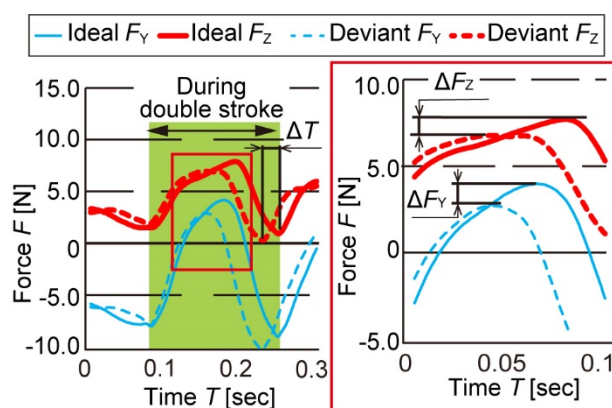 Ideal FY Ideal FZ Deviant FY Deviant FZ
During
double stroke
ΔT
15.0
10.0
5.0
0
-5.0
-10.0
Force F [N]
0 0.1 0.2 0.3
Time T [sec]
10.0
5.0
0
-5.0
ΔFZ
ΔFY
Force F [N]
0 0.05 0.1
Time T [sec]